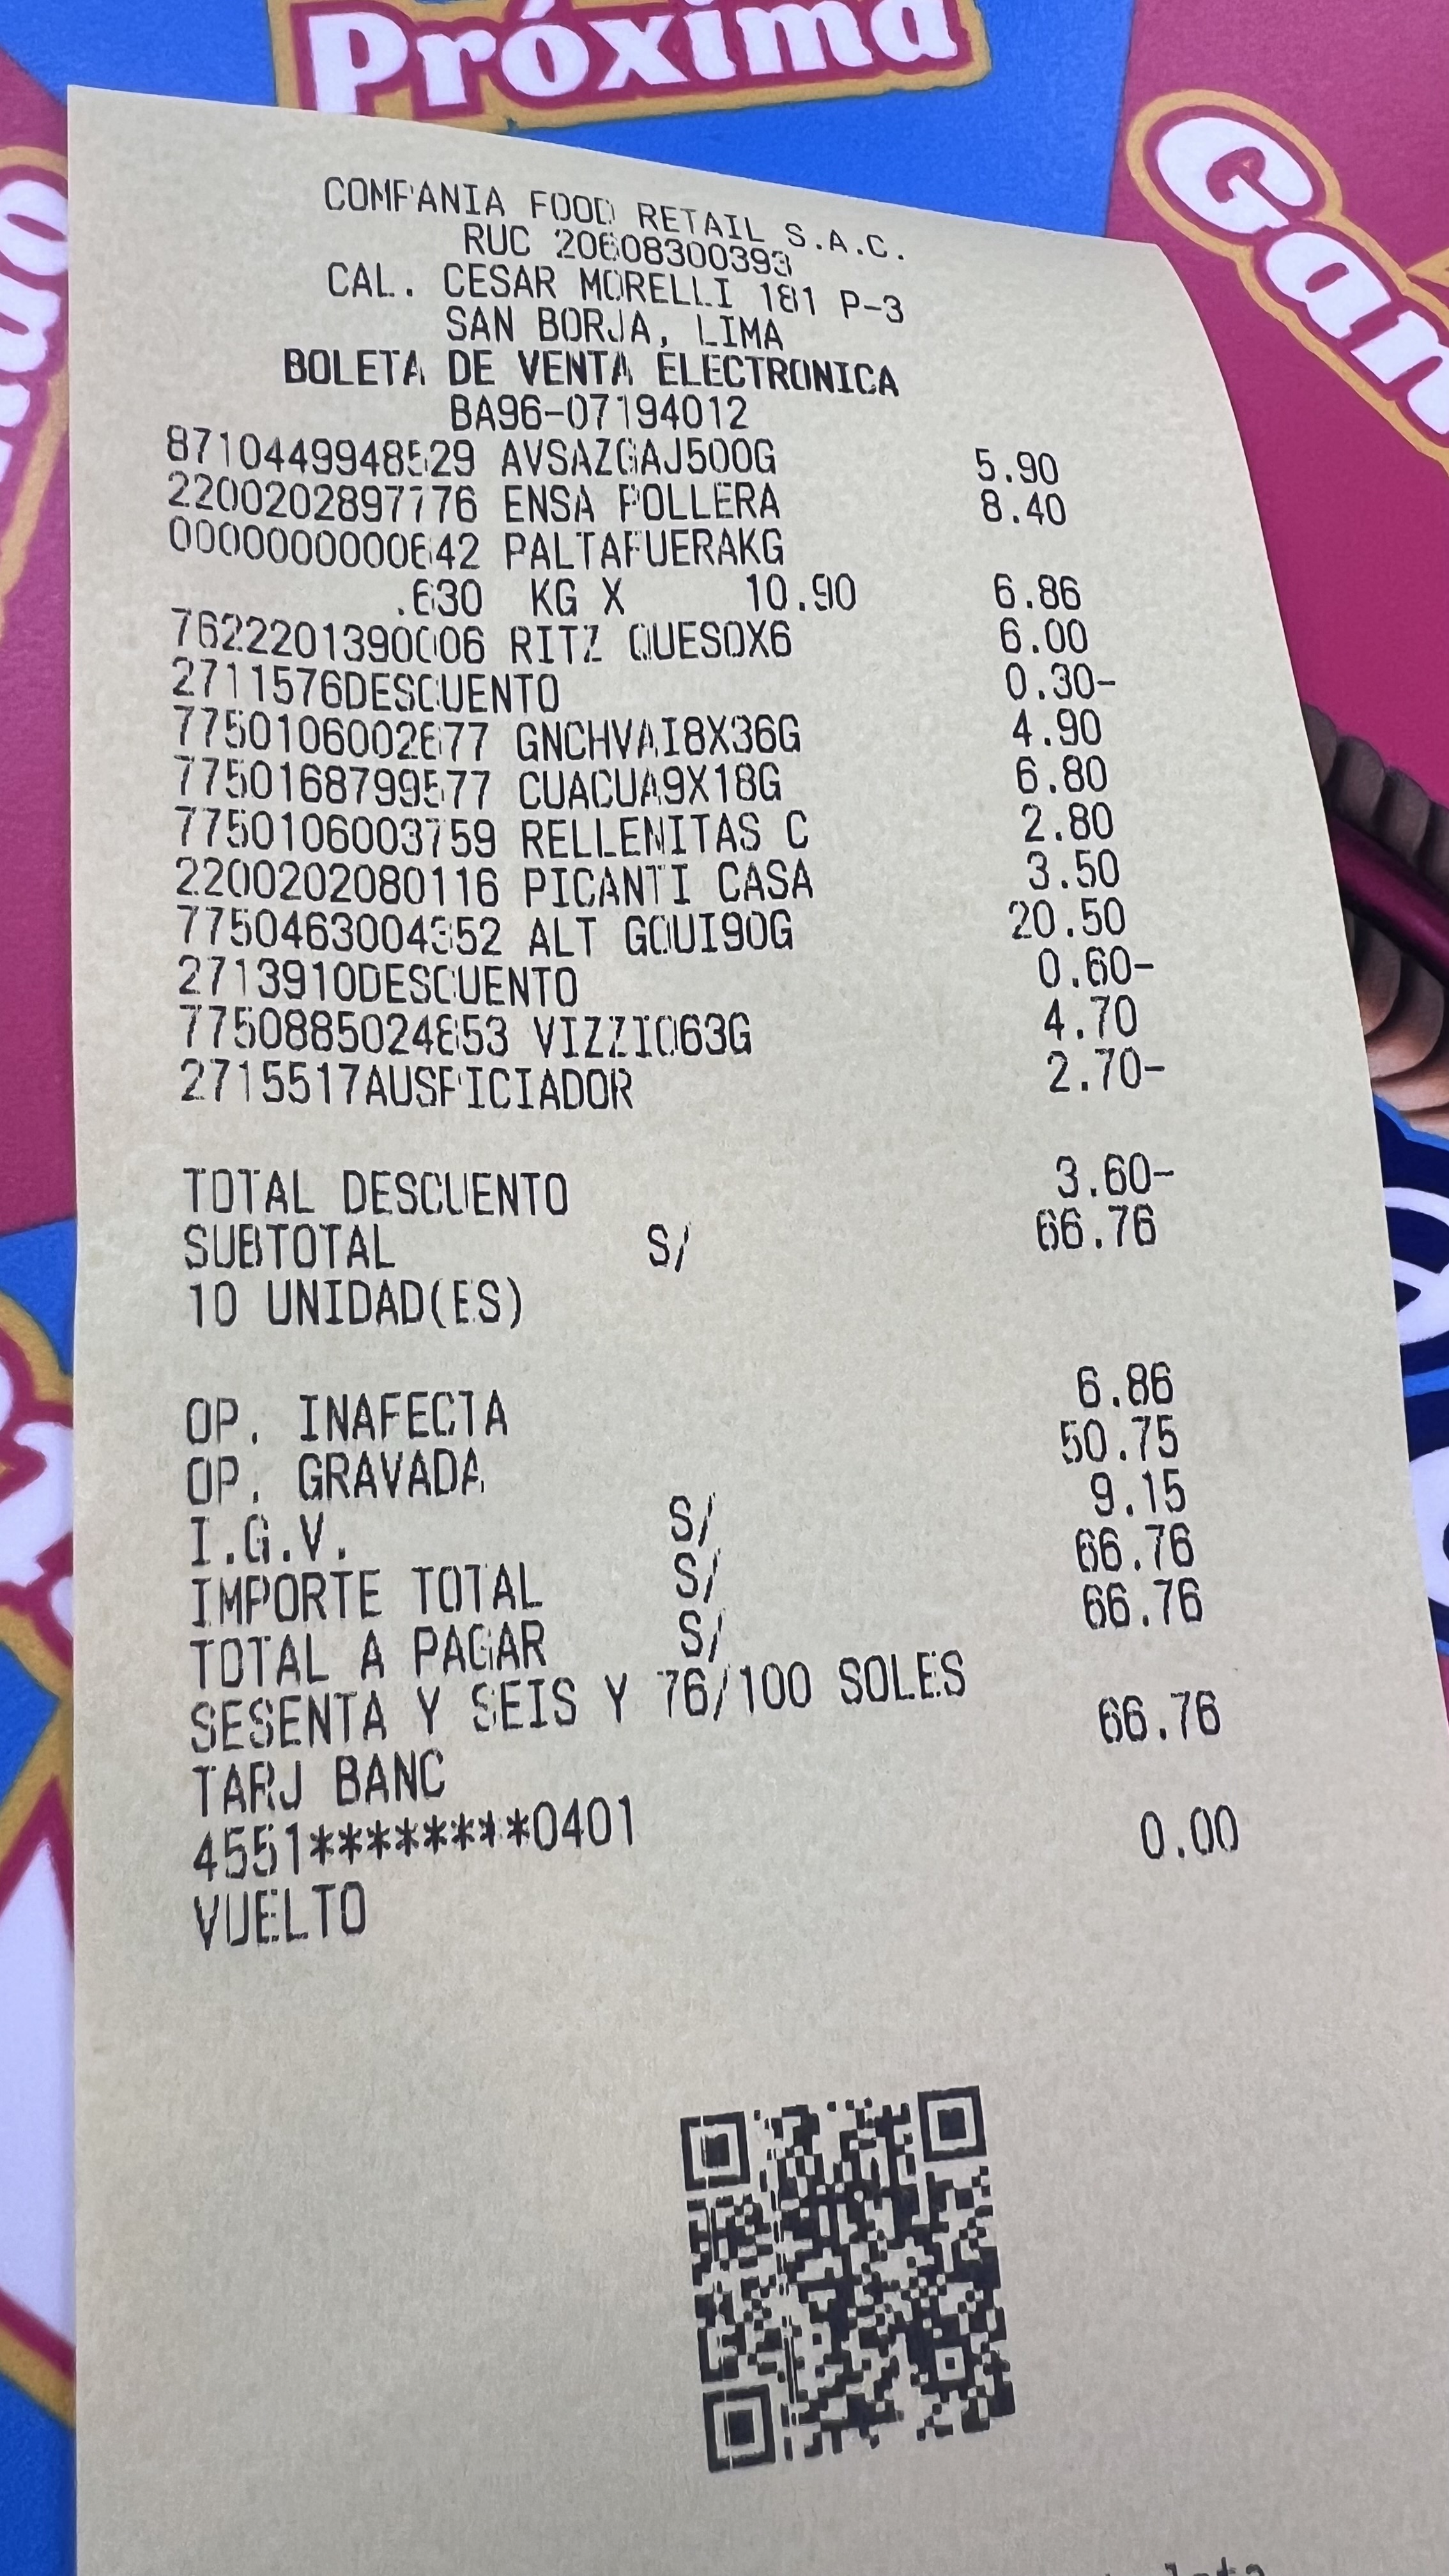 Próxima
Gan
COMPANIA FOOD RETAIL S.A.C.
RUC 20608300393
CAL. CESAR MORELLI 181 P-3
SAN BORJA, LIMA
BOLETA DE VENTA ELECTRONICA
BA96-07194012
8710449948529 AVSAZGAJ500G 5.90
2200202897776 ENSA POLLERA 8.40
0000000000642 PALTAFUERAKG
.630 KG X 10.90 6.86
7622201390006 RITZ QUESOX6 6.00
2711576DESCUENTO 0.30-
7750106002677 GNCHVAI8X36G 4.90
7750168799577 CUACUA9X18G 6.80
7750106003759 RELLENITAS C 2.80
2200202080116 PICANTI CASA 3.50
7750463004352 ALT GQUI90G 20.50
2713910DESCUENTO 0.60-
7750885024853 VIZZIO63G 4.70
2715517AUSPICIADOR 2.70-
TOTAL DESCUENTO 3.60-
SUBTOTAL S/ 66.76
10 UNIDAD(ES)
OP. INAFECTA 6.86
OP. GRAVADA 50.75
I.G.V. S/ 9.15
IMPORTE TOTAL S/ 66.76
TOTAL A PAGAR S/ 66.76
SESENTA Y SEIS Y 76/100 SOLES
TARJ BANC 66.76
4551********0401
VUELTO 0.00